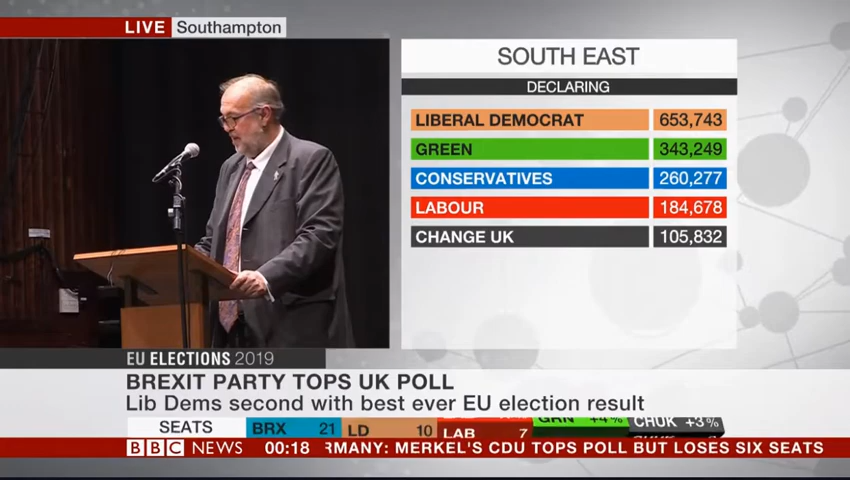 LIVE Southampton
SOUTH EAST
DECLARING
LIBERAL DEMOCRAT 653,743
GREEN 343,249
CONSERVATIVES 260,277
LABOUR 184,678
CHANGE UK 105,832
EU ELECTIONS 2019
BREXIT PARTY TOPS UK POLL
Lib Dems second with best ever EU election result
SEATS BRX 21 LD 10 LAB 7 GRN +4% CHUK +3%
BBC NEWS 00:18 RMANY: MERKEL'S CDU TOPS POLL BUT LOSES SIX SEATS